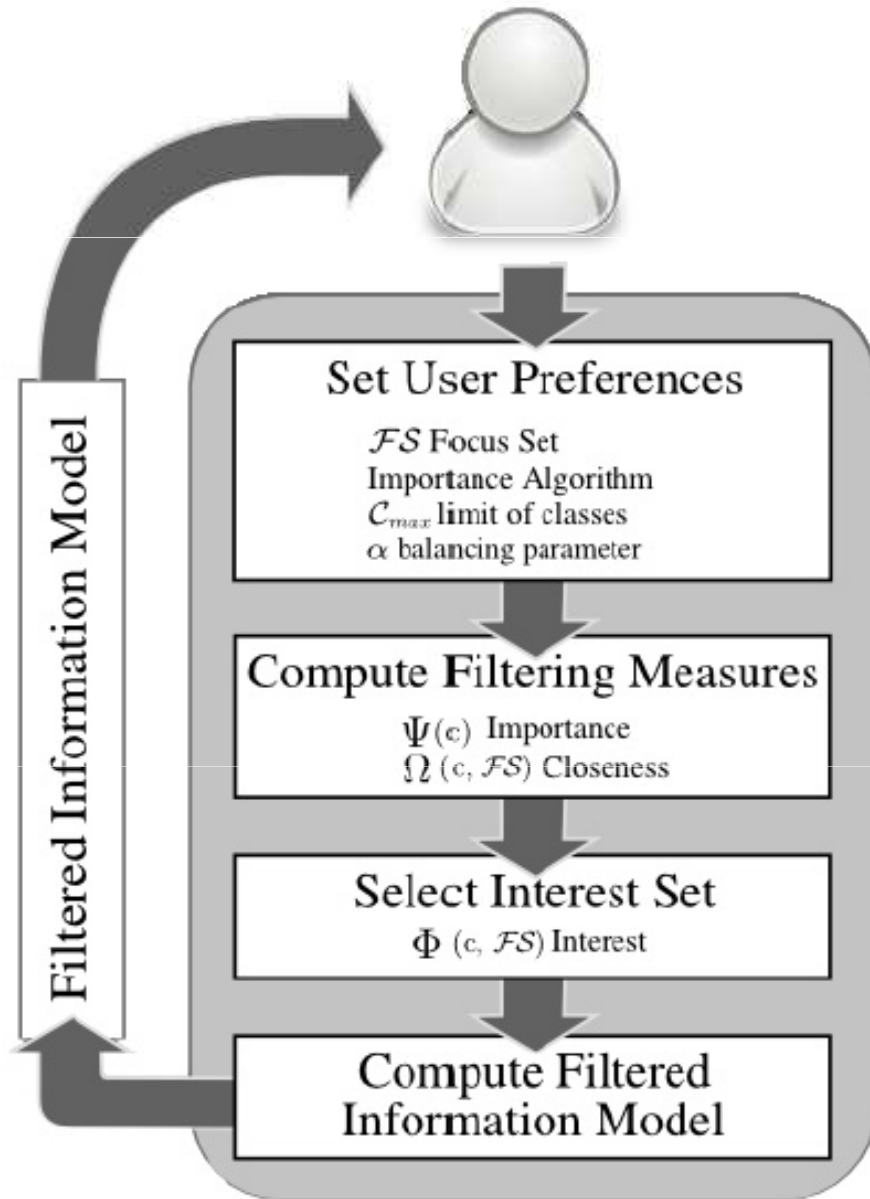 Set User Preferences
𝓕𝓢 Focus Set
Importance Algorithm
𝓒max limit of classes
α balancing parameter
Compute Filtering Measures
Ψ(c) Importance
Ω (c, 𝓕𝓢) Closeness
Select Interest Set
Φ (c, 𝓕𝓢) Interest
Compute Filtered
Information Model
Filtered Information Model